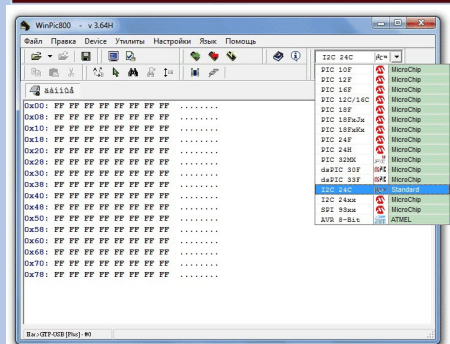 WinPic800 - v 3.64H
Файл Правка Device Утилиты Настройки Язык Помощь
I2C 24C
Äàííûå
0x00: FF FF FF FF FF FF FF FF ........
0x08: FF FF FF FF FF FF FF FF ........
0x10: FF FF FF FF FF FF FF FF ........
0x18: FF FF FF FF FF FF FF FF ........
0x20: FF FF FF FF FF FF FF FF ........
0x28: FF FF FF FF FF FF FF FF ........
0x30: FF FF FF FF FF FF FF FF ........
0x38: FF FF FF FF FF FF FF FF ........
0x40: FF FF FF FF FF FF FF FF ........
0x48: FF FF FF FF FF FF FF FF ........
0x50: FF FF FF FF FF FF FF FF ........
0x58: FF FF FF FF FF FF FF FF ........
0x60: FF FF FF FF FF FF FF FF ........
0x68: FF FF FF FF FF FF FF FF ........
0x70: FF FF FF FF FF FF FF FF ........
0x78: FF FF FF FF FF FF FF FF ........
PIC 10F MicroChip
PIC 12F MicroChip
PIC 16F MicroChip
PIC 12C/16C MicroChip
PIC 18F MicroChip
PIC 18FxJx MicroChip
PIC 18FxKx MicroChip
PIC 24F MicroChip
PIC 24H MicroChip
PIC 32MX MicroChip
dsPIC 30F MicroChip
dsPIC 33F MicroChip
I2C 24C Standard
I2C 24xx MicroChip
SPI 93xx MicroChip
AVR 8-Bit ATMEL
Har>GTP-USB [Plus] - #0